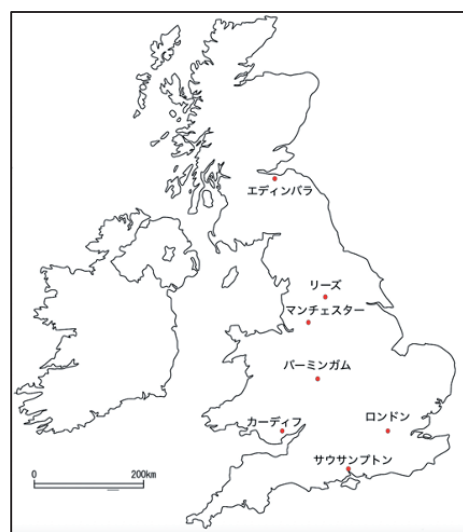 エディンバラ
リーズ
マンチェスター
バーミンガム
カーディフ
ロンドン
サウサンプトン
0 200km